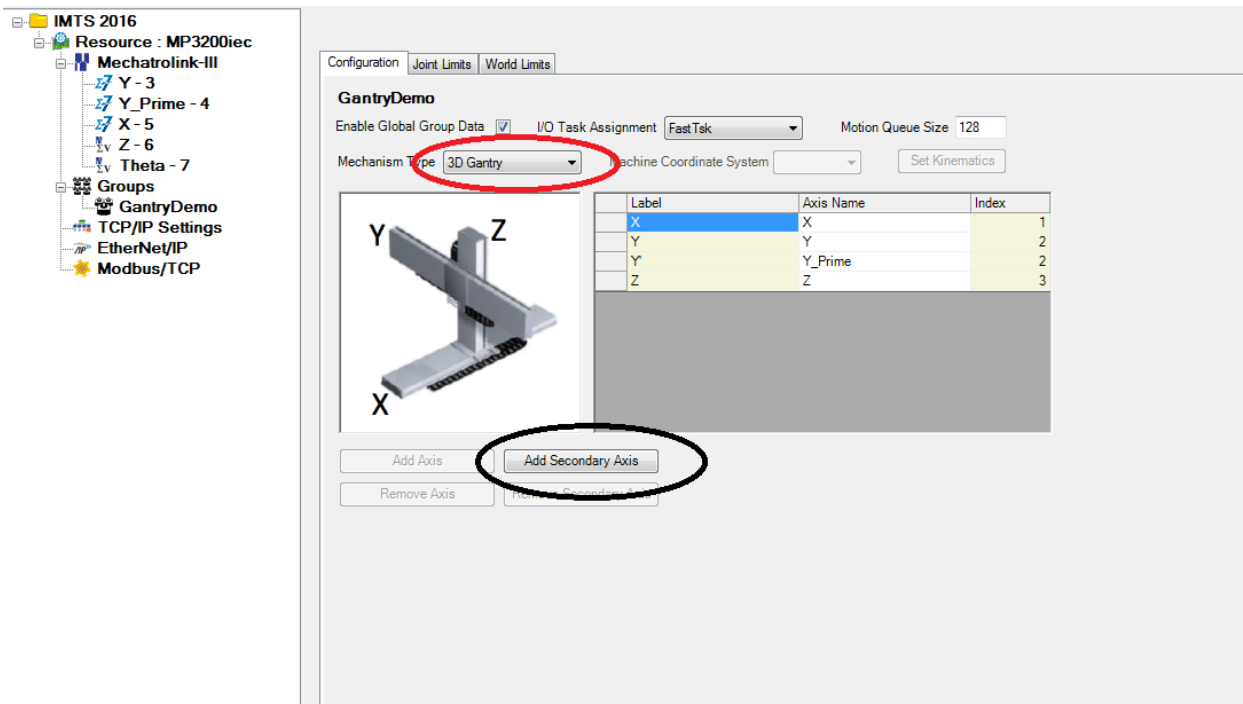 IMTS 2016
Resource : MP3200iec
Mechatrolink-III
Y - 3
Y_Prime - 4
X - 5
Z - 6
Theta - 7
Groups
GantryDemo
TCP/IP Settings
EtherNet/IP
Modbus/TCP
Configuration Joint Limits World Limits
GantryDemo
Enable Global Group Data I/O Task Assignment FastTsk Motion Queue Size 128
Mechanism Type 3D Gantry Machine Coordinate System Set Kinematics
Label Axis Name Index
X X 1
Y Y 2
Y' Y_Prime 2
Z Z 3
Y Z
X
Add Axis Add Secondary Axis
Remove Axis Remove Secondary Axis